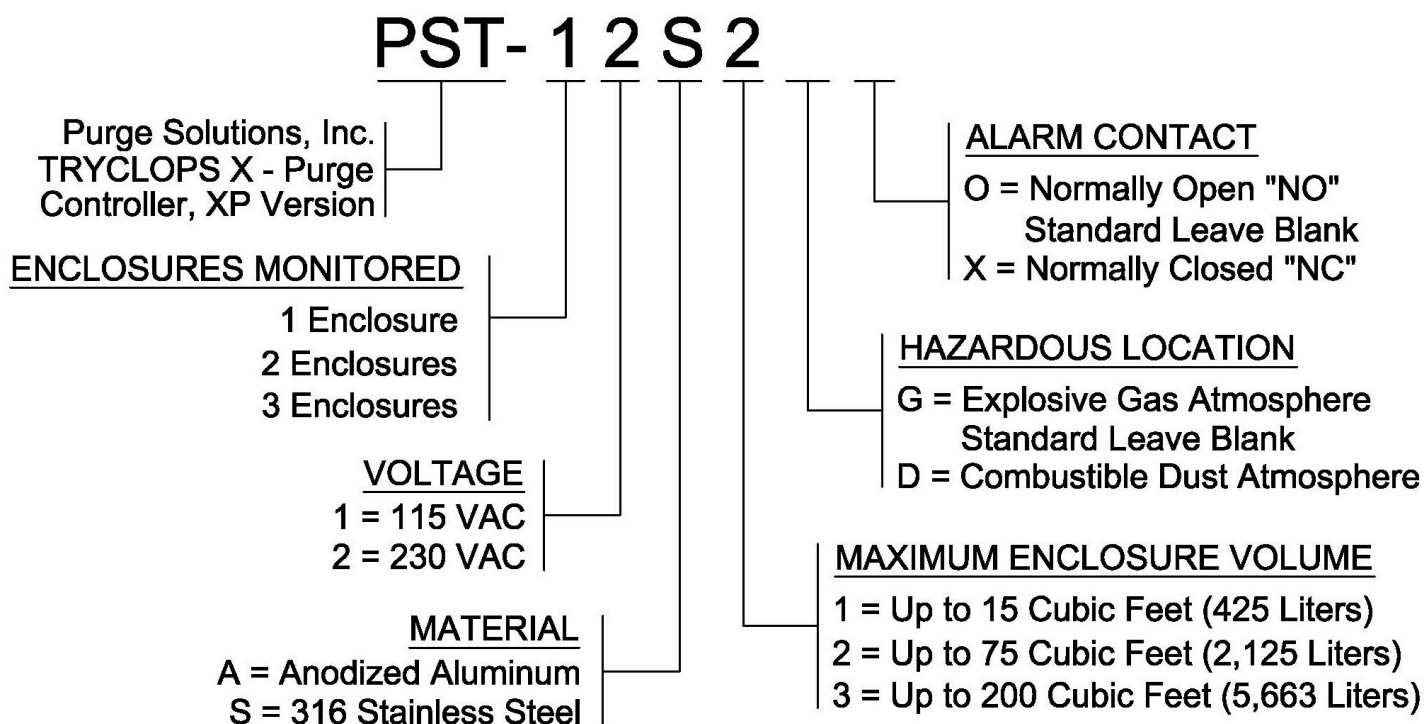 PST- 1 2 S 2
Purge Solutions, Inc.
TRYCLOPS X - Purge
Controller, XP Version
ENCLOSURES MONITORED
1 Enclosure
2 Enclosures
3 Enclosures
VOLTAGE
1 = 115 VAC
2 = 230 VAC
MATERIAL
A = Anodized Aluminum
S = 316 Stainless Steel
ALARM CONTACT
O = Normally Open "NO"
Standard Leave Blank
X = Normally Closed "NC"
HAZARDOUS LOCATION
G = Explosive Gas Atmosphere
Standard Leave Blank
D = Combustible Dust Atmosphere
MAXIMUM ENCLOSURE VOLUME
1 = Up to 15 Cubic Feet (425 Liters)
2 = Up to 75 Cubic Feet (2,125 Liters)
3 = Up to 200 Cubic Feet (5,663 Liters)